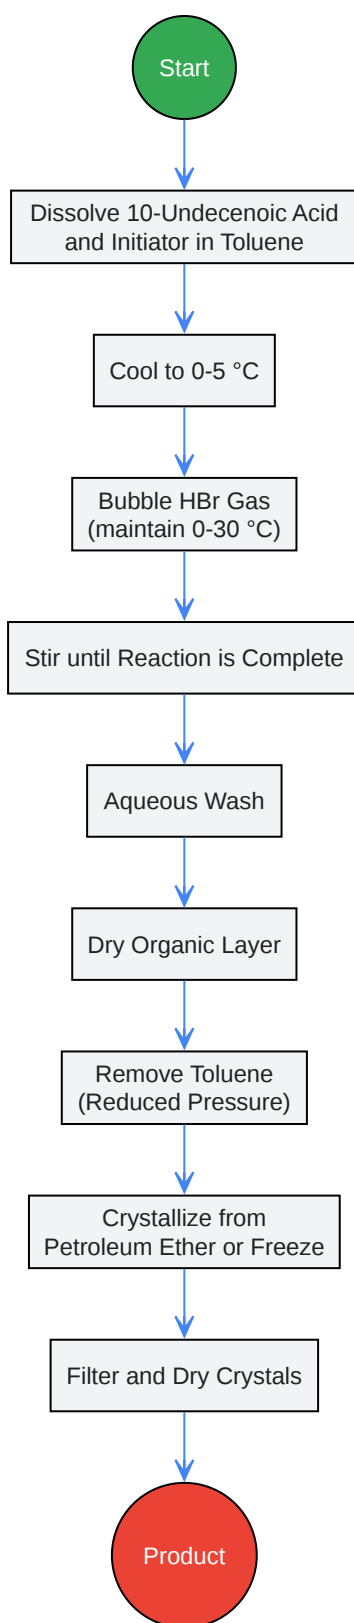 Start
Dissolve 10-Undecenoic Acid
and Initiator in Toluene
Cool to 0-5 °C
Bubble HBr Gas
(maintain 0-30 °C)
Stir until Reaction is Complete
Aqueous Wash
Dry Organic Layer
Remove Toluene
(Reduced Pressure)
Crystallize from
Petroleum Ether or Freeze
Filter and Dry Crystals
Product